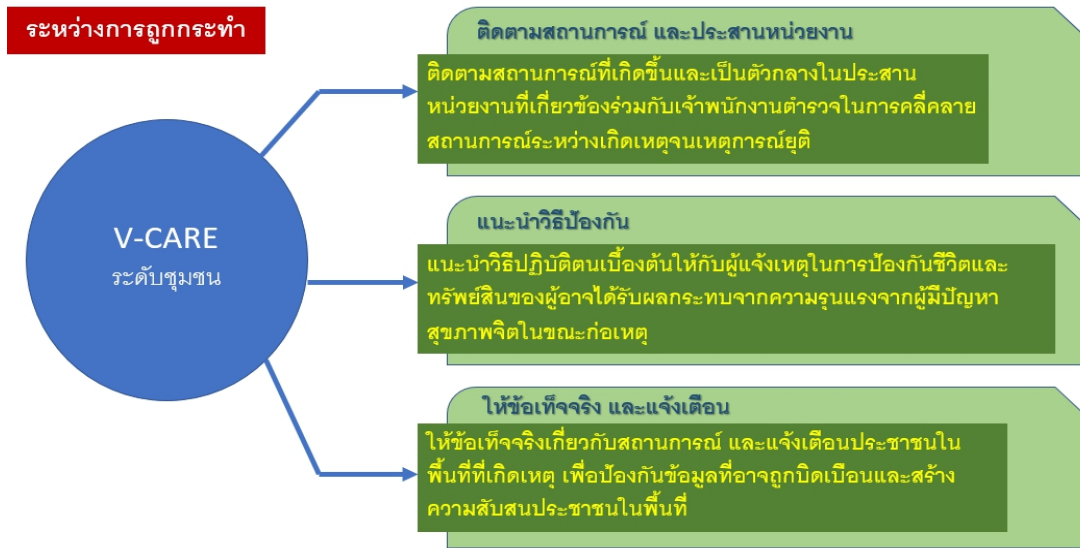 ระหว่างการถูกกระทำ
V-CARE
ระดับชุมชน
ติดตามสถานการณ์ และประสานหน่วยงาน
ติดตามสถานการณ์ที่เกิดขึ้นและเป็นตัวกลางในประสาน
หน่วยงานที่เกี่ยวข้องร่วมกับเจ้าพนักงานตำรวจในการคลี่คลาย
สถานการณ์ระหว่างเกิดเหตุจนเหตุการณ์ยุติ
แนะนำวิธีป้องกัน
แนะนำวิธีปฏิบัติตนเบื้องต้นให้กับผู้แจ้งเหตุในการป้องกันชีวิตและ
ทรัพย์สินของผู้อาจได้รับผลกระทบจากความรุนแรงจากผู้มีปัญหา
สุขภาพจิตในขณะก่อเหตุ
ให้ข้อเท็จจริง และแจ้งเตือน
ให้ข้อเท็จจริงเกี่ยวกับสถานการณ์ และแจ้งเตือนประชาชนใน
พื้นที่ที่เกิดเหตุ เพื่อป้องกันข้อมูลที่อาจถูกบิดเบือนและสร้าง
ความสับสนประชาชนในพื้นที่